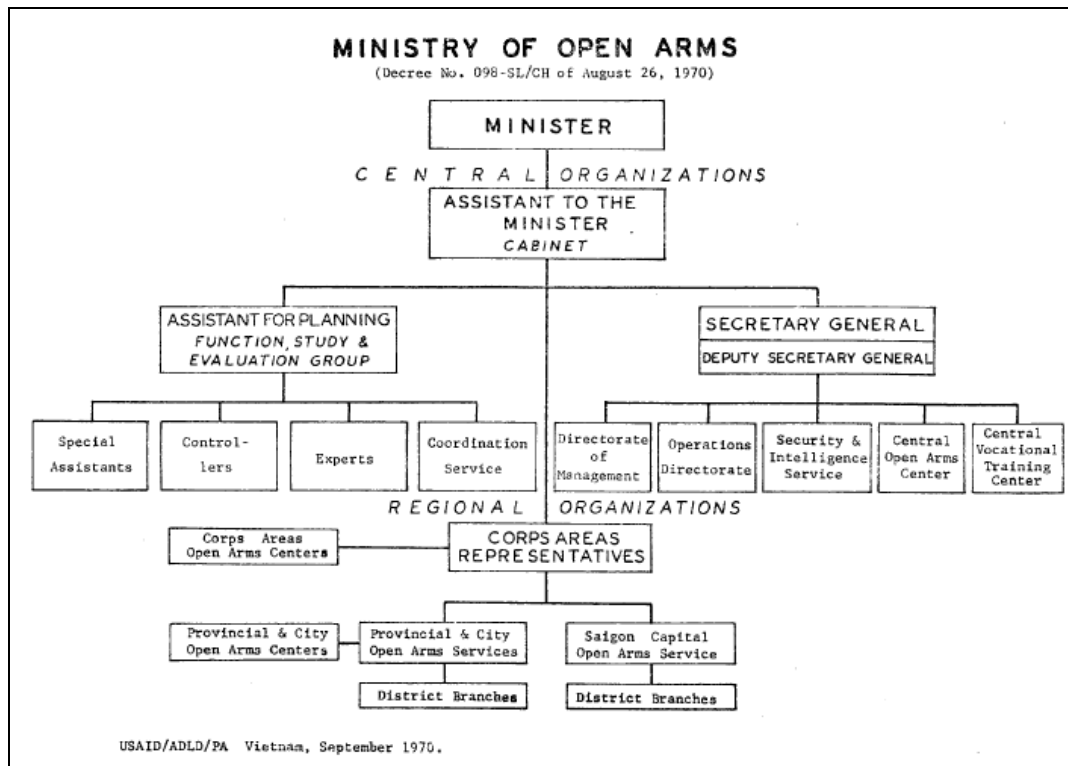 MINISTRY OF OPEN ARMS
(Decree No. 098-SL/CH of August 26, 1970)
MINISTER
CENTRAL ORGANIZATIONS
ASSISTANT TO THE
MINISTER
CABINET
ASSISTANT FOR PLANNING
FUNCTION, STUDY &
EVALUATION GROUP
SECRETARY GENERAL
DEPUTY SECRETARY GENERAL
Special
Assistants
Control-
lers
Experts
Coordination
Service
Directorate
of
Management
Operations
Directorate
Security &
Intelligence
Service
Central
Open Arms
Center
Central
Vocational
Training
Center
REGIONAL ORGANIZATIONS
Corps Areas
Open Arms Centers
CORPS AREAS
REPRESENTATIVES
Provincial & City
Open Arms Centers
Provincial & City
Open Arms Services
Saigon Capital
Open Arms Service
District Branches
District Branches
USAID/ADLD/PA Vietnam, September 1970.